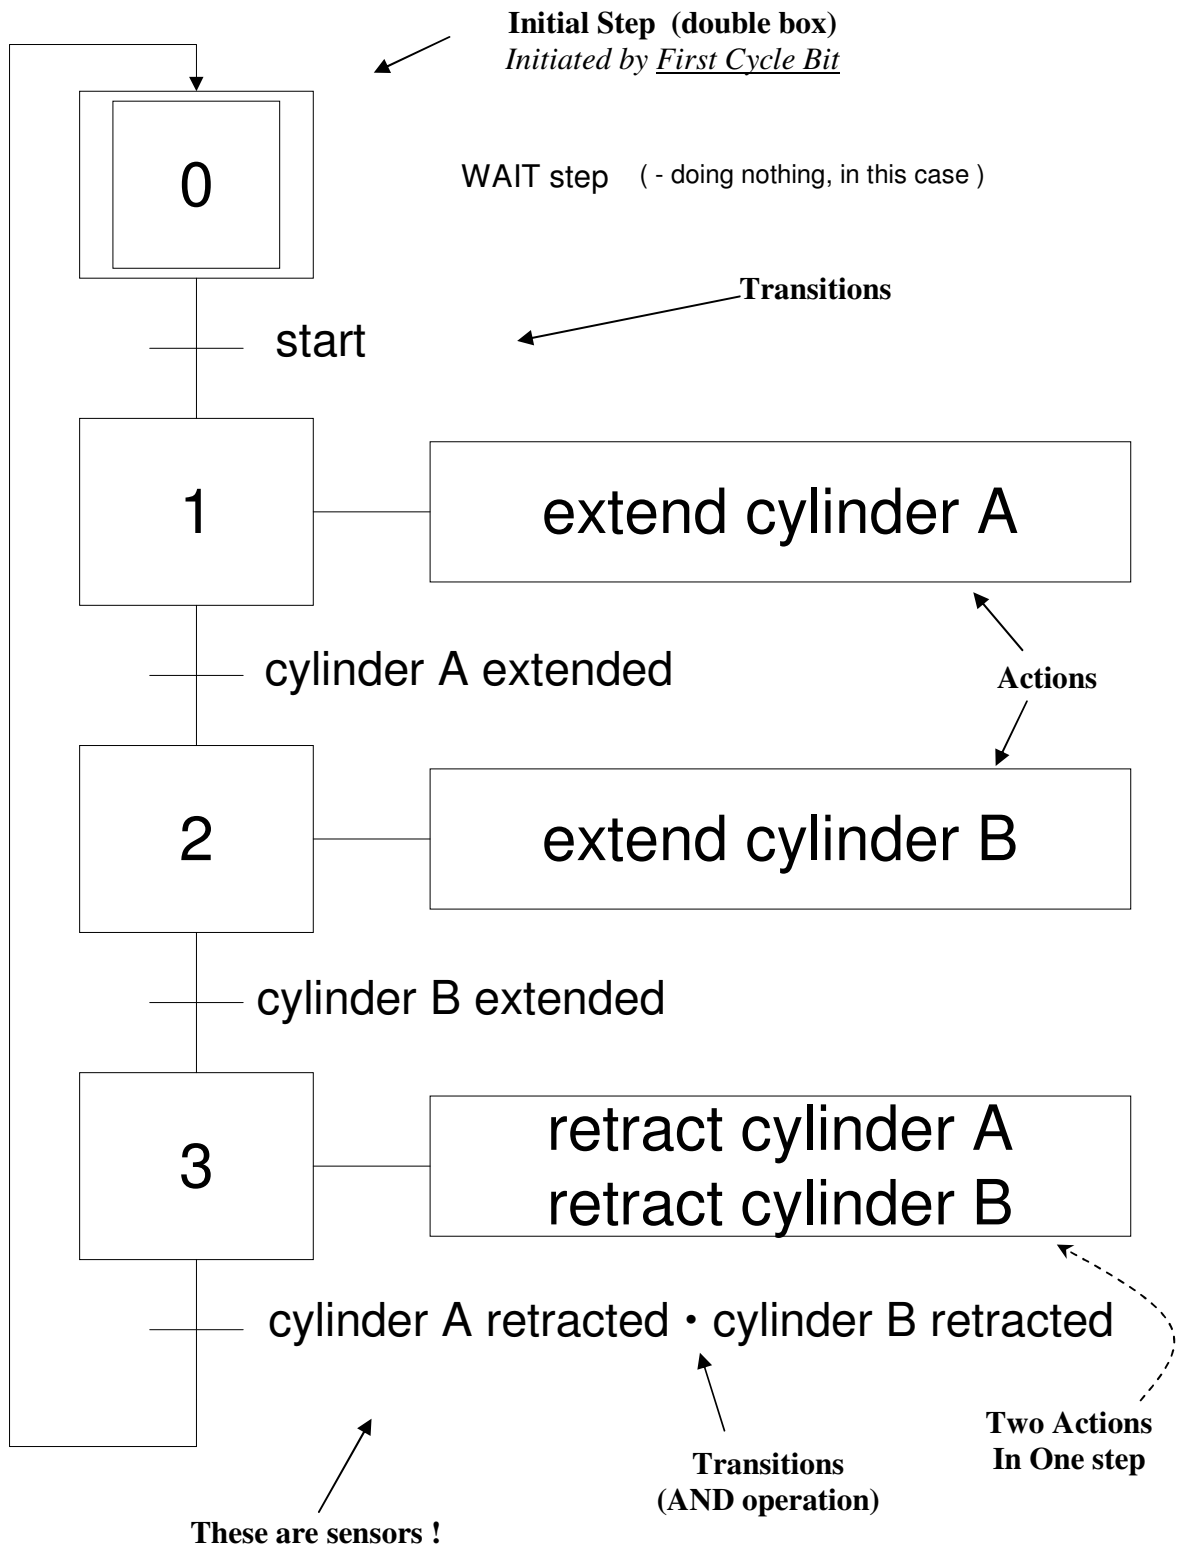 Initial Step (double box)
Initiated by First Cycle Bit
0
WAIT step ( - doing nothing, in this case )
Transitions
start
1
extend cylinder A
cylinder A extended
Actions
2
extend cylinder B
cylinder B extended
3
retract cylinder A
retract cylinder B
cylinder A retracted • cylinder B retracted
Two Actions
In One step
Transitions
(AND operation)
These are sensors !